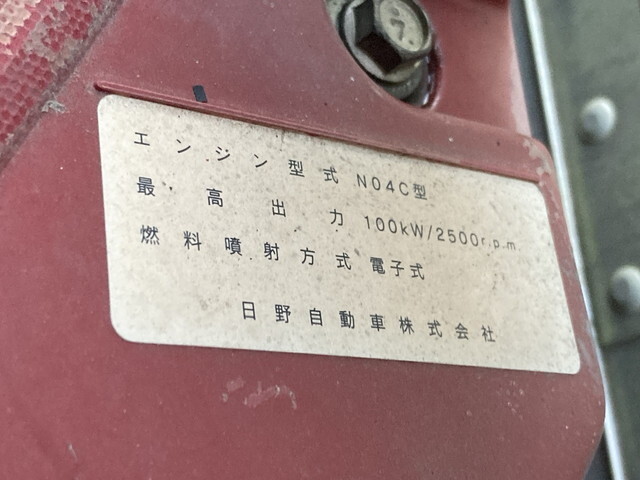 エンジン型式 N04C型
最高出力 100kW/2500r.p.m.
燃料噴射方式 電子式
日野自動車株式会社